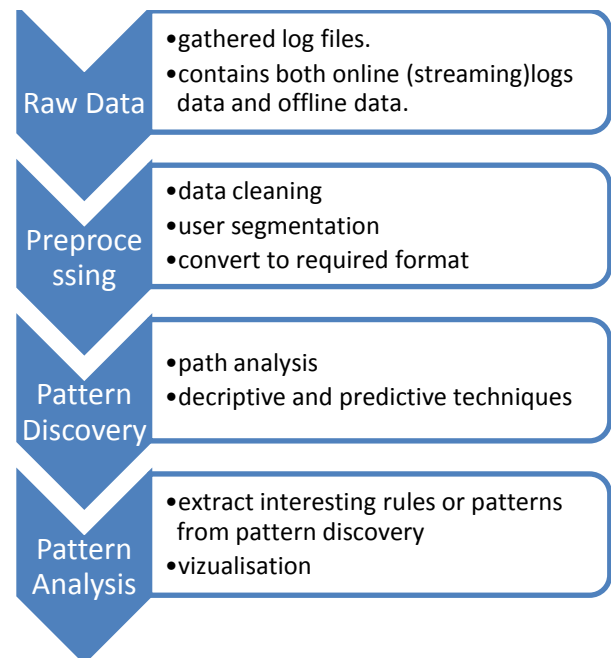 Raw Data
•gathered log files.
•contains both online (streaming)logs
data and offline data.
Preproce
ssing
•data cleaning
•user segmentation
•convert to required format
Pattern
Discovery
•path analysis
•decriptive and predictive techniques
Pattern
Analysis
•extract interesting rules or patterns
from pattern discovery
•vizualisation